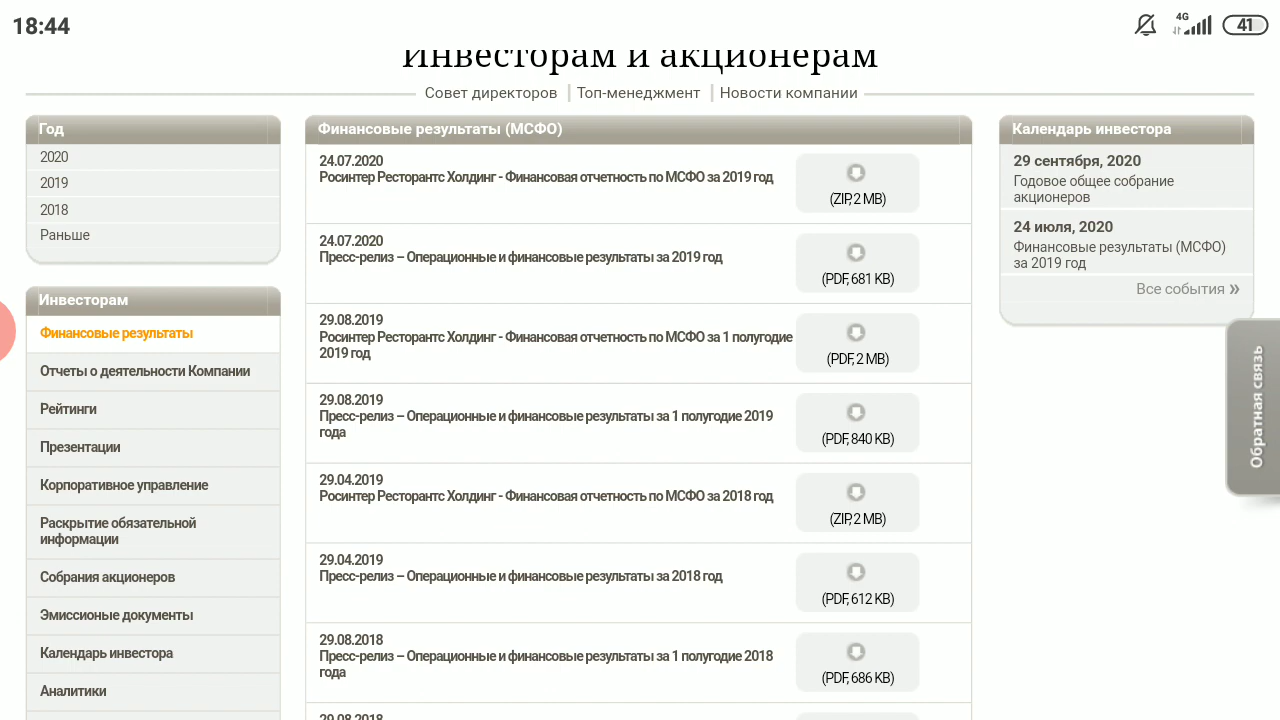 18:44
4G
41
Инвесторам и акционерам
Совет директоров
Топ-менеджмент
Новости компании
Год
2020
2019
2018
Раньше
Инвесторам
Финансовые результаты
Отчеты о деятельности Компании
Рейтинги
Презентации
Корпоративное управление
Раскрытие обязательной
информации
Собрания акционеров
Эмиссионые документы
Календарь инвестора
Аналитики
Финансовые результаты (МСФО)
24.07.2020
Росинтер Ресторантс Холдинг - Финансовая отчетность по МСФО за 2019 год
(ZIP, 2 MB)
24.07.2020
Пресс-релиз – Операционные и финансовые результаты за 2019 год
(PDF, 681 KB)
29.08.2019
Росинтер Ресторантс Холдинг - Финансовая отчетность по МСФО за 1 полугодие
2019 год
(PDF, 2 MB)
29.08.2019
Пресс-релиз – Операционные и финансовые результаты за 1 полугодие 2019
года
(PDF, 840 KB)
29.04.2019
Росинтер Ресторантс Холдинг - Финансовая отчетность по МСФО за 2018 год
(ZIP, 2 MB)
29.04.2019
Пресс-релиз – Операционные и финансовые результаты за 2018 год
(PDF, 612 KB)
29.08.2018
Пресс-релиз – Операционные и финансовые результаты за 1 полугодие 2018
года
(PDF, 686 KB)
29.08.2018
Календарь инвестора
29 сентября, 2020
Годовое общее собрание
акционеров
24 июля, 2020
Финансовые результаты (МСФО)
за 2019 год
Все события »
Обратная связь